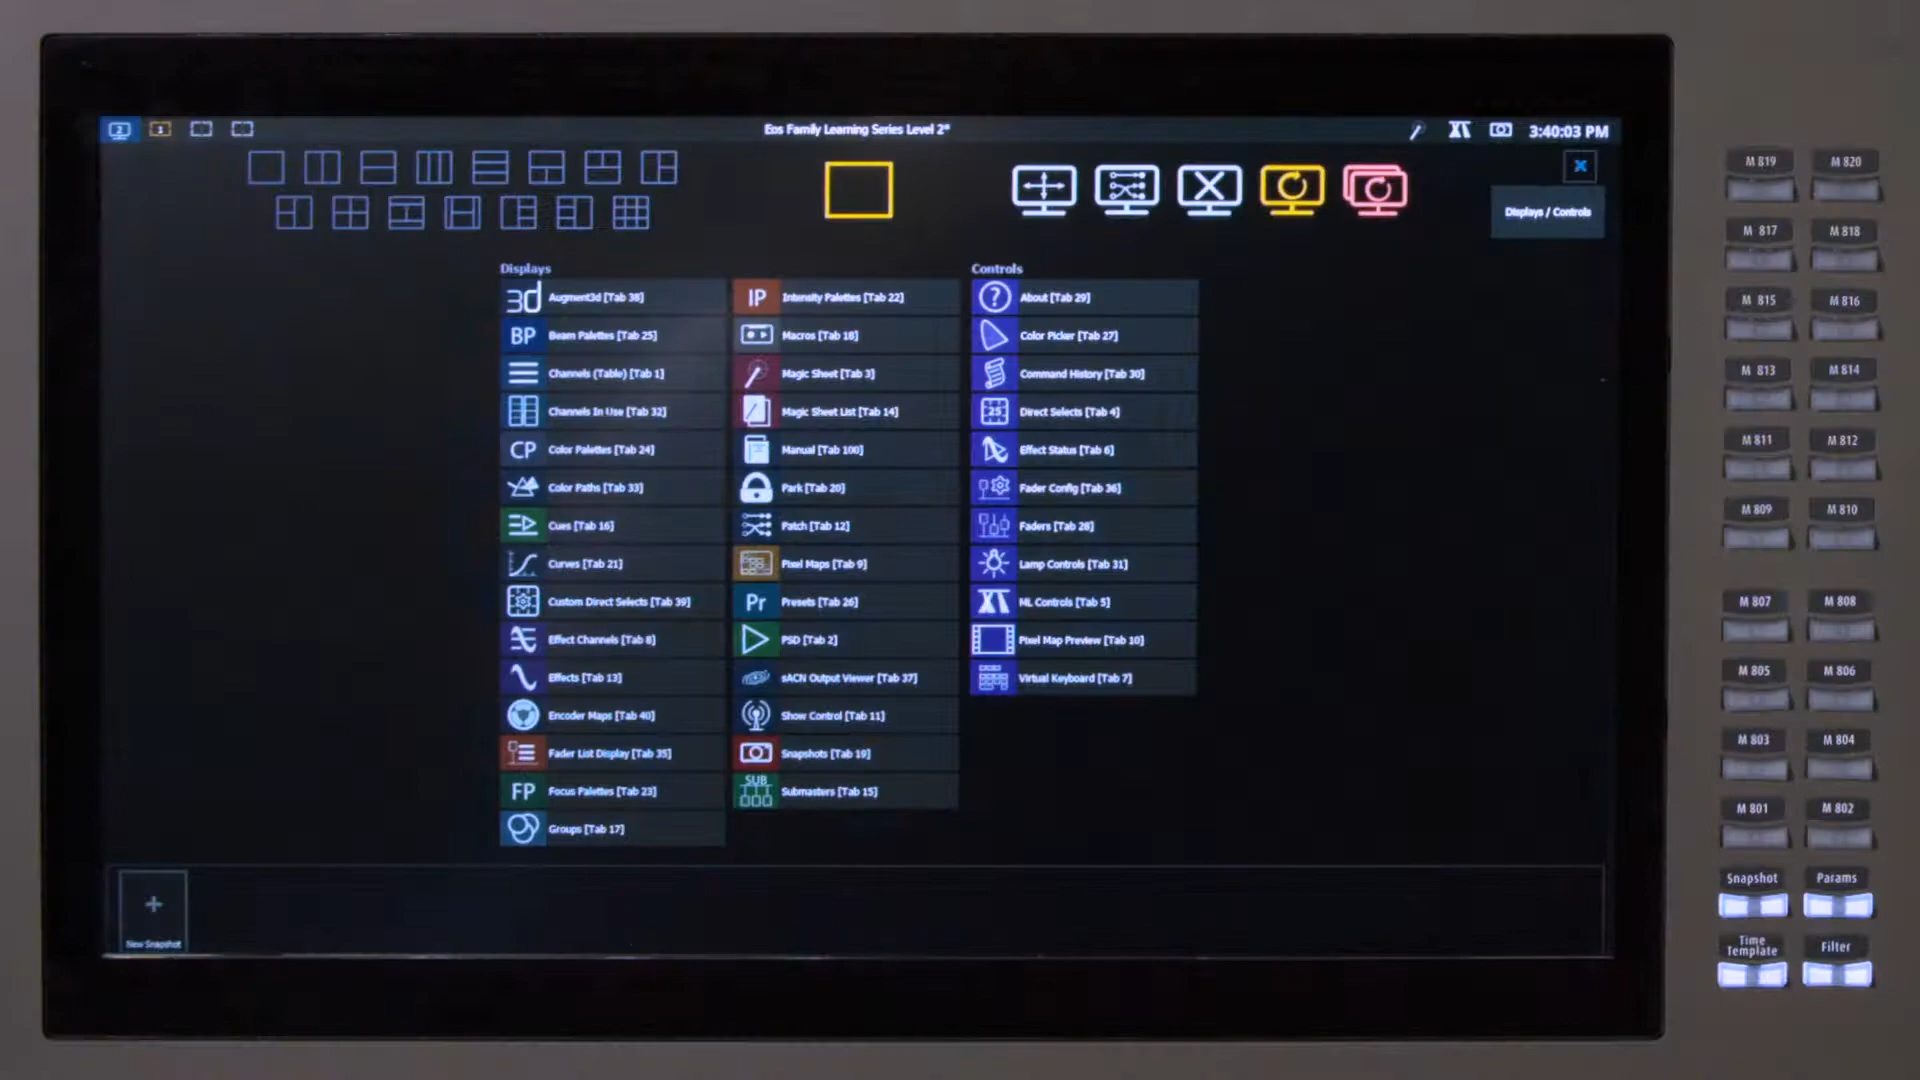 2
1
Eos Family Learning Series Level 2*
3:40:03 PM
Displays / Controls
Displays
3d Augment3d [Tab 38]
BP Beam Palettes [Tab 25]
Channels (Table) [Tab 1]
Channels In Use [Tab 32]
CP Color Palettes [Tab 24]
Color Paths [Tab 33]
Cues [Tab 16]
Curves [Tab 21]
Custom Direct Selects [Tab 39]
Effect Channels [Tab 8]
Effects [Tab 13]
Encoder Maps [Tab 40]
Fader List Display [Tab 35]
FP Focus Palettes [Tab 23]
Groups [Tab 17]
IP Intensity Palettes [Tab 22]
Macros [Tab 18]
Magic Sheet [Tab 3]
Magic Sheet List [Tab 14]
Manual [Tab 100]
Park [Tab 20]
Patch [Tab 12]
Pixel Maps [Tab 9]
Pr Presets [Tab 26]
PSD [Tab 2]
sACN Output Viewer [Tab 37]
Show Control [Tab 11]
Snapshots [Tab 19]
SUB Submasters [Tab 15]
Controls
? About [Tab 29]
Color Picker [Tab 27]
Command History [Tab 30]
25 Direct Selects [Tab 4]
Effect Status [Tab 6]
Fader Config [Tab 36]
Faders [Tab 28]
Lamp Controls [Tab 31]
ML Controls [Tab 5]
Pixel Map Preview [Tab 10]
Virtual Keyboard [Tab 7]
+
New Snapshot
M 819 M 820
M 817 M 818
M 815 M 816
M 813 M 814
M 811 M 812
M 809 M 810
M 807 M 808
M 805 M 806
M 803 M 804
M 801 M 802
Snapshot Params
Time
Template
Filter